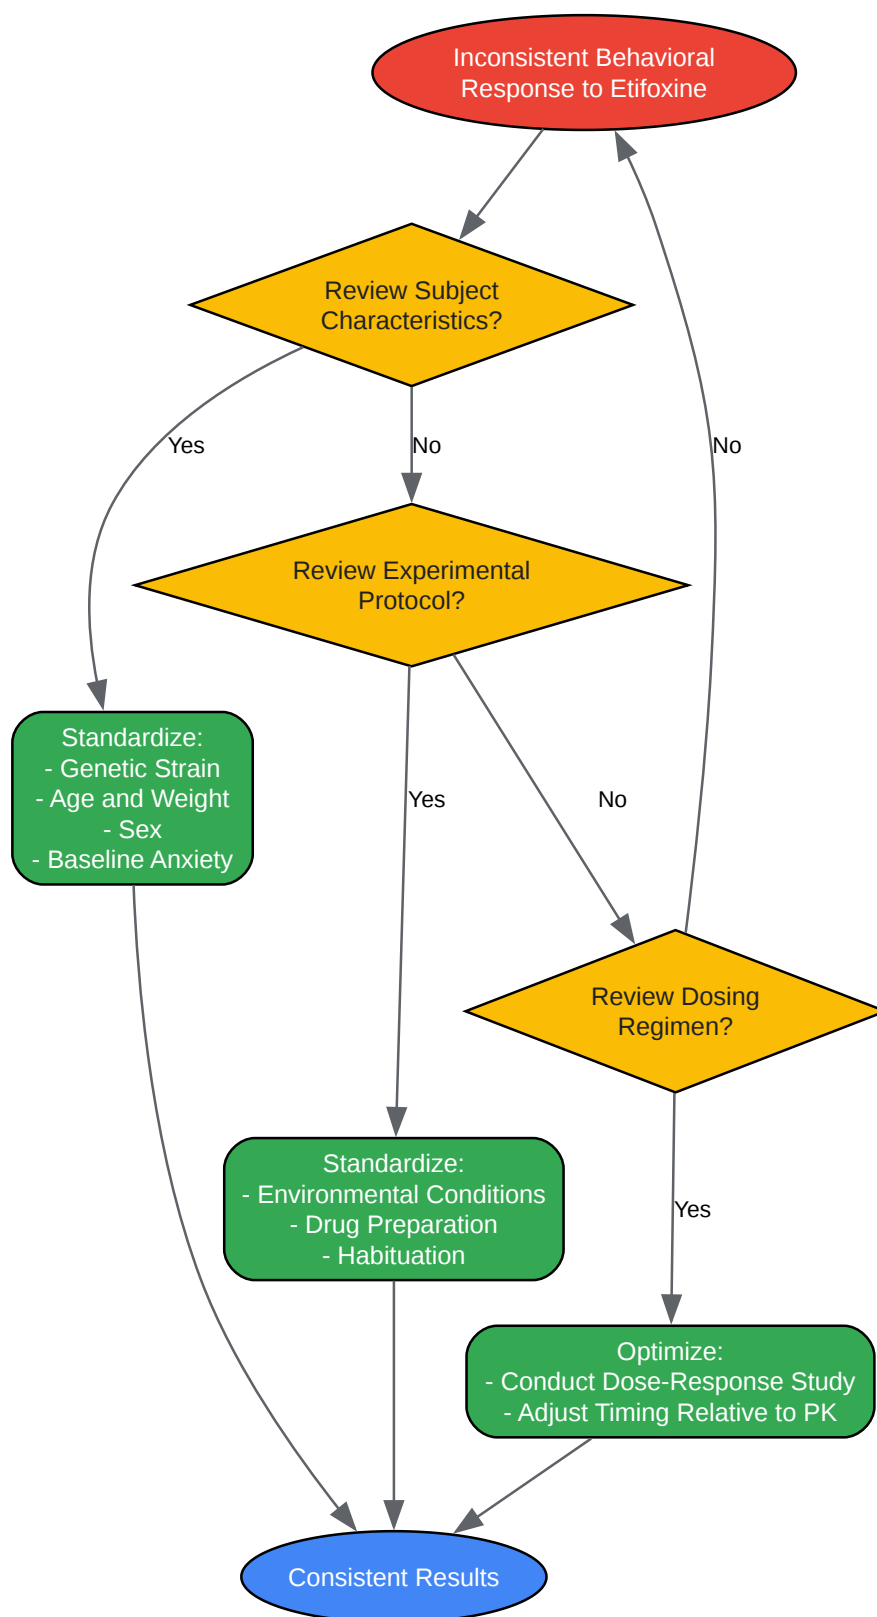 Inconsistent Behavioral
Response to Etifoxine
Review Subject
Characteristics?
Yes
No
No
Review Experimental
Protocol?
Standardize:
- Genetic Strain
- Age and Weight
- Sex
- Baseline Anxiety
Yes
No
Review Dosing
Regimen?
Standardize:
- Environmental Conditions
- Drug Preparation
- Habituation
Yes
Optimize:
- Conduct Dose-Response Study
- Adjust Timing Relative to PK
Consistent Results